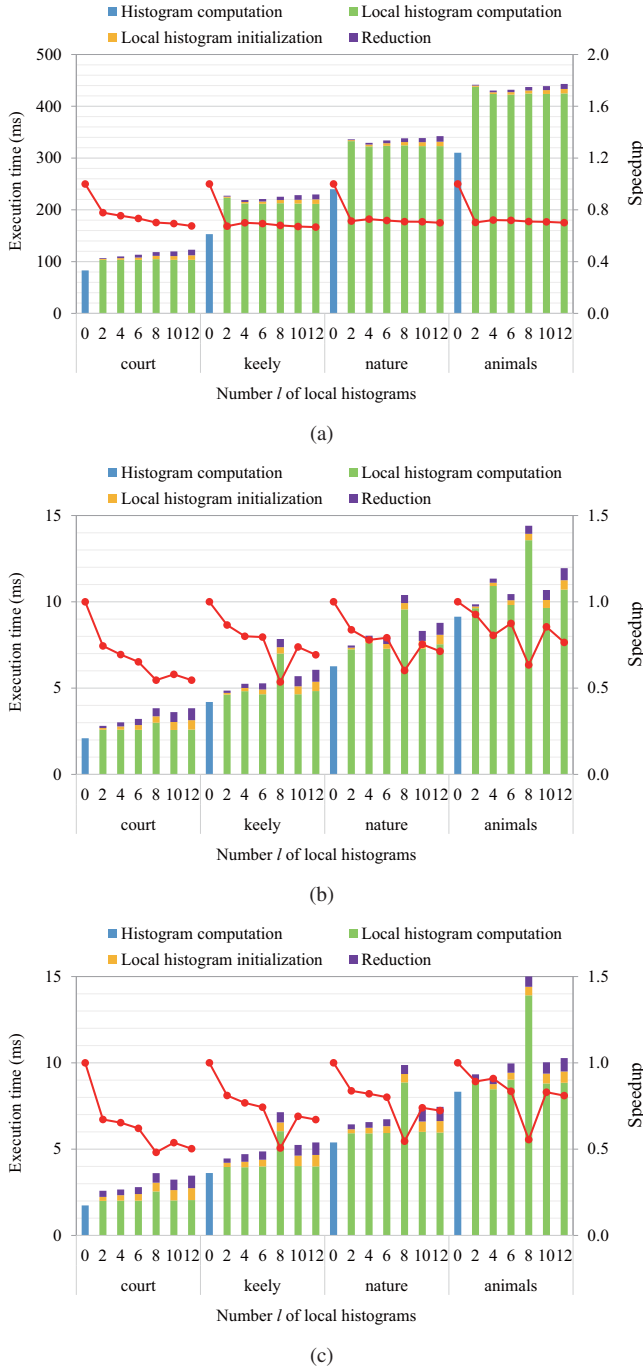 Histogram computation Local histogram computation
Local histogram initialization Reduction
500 2.0
400 1.6
300 1.2
200 0.8
100 0.4
0 0.0
Execution time (ms)
Speedup
0 2 4 6 8 10 12 0 2 4 6 8 10 12 0 2 4 6 8 10 12 0 2 4 6 8 10 12
court keely nature animals
Number l of local histograms
(a)
Histogram computation Local histogram computation
Local histogram initialization Reduction
15 1.5
10 1.0
5 0.5
0 0.0
Execution time (ms)
Speedup
0 2 4 6 8 10 12 0 2 4 6 8 10 12 0 2 4 6 8 10 12 0 2 4 6 8 10 12
court keely nature animals
Number l of local histograms
(b)
Histogram computation Local histogram computation
Local histogram initialization Reduction
15 1.5
10 1.0
5 0.5
0 0.0
Execution time (ms)
Speedup
0 2 4 6 8 10 12 0 2 4 6 8 10 12 0 2 4 6 8 10 12 0 2 4 6 8 10 12
court keely nature animals
Number l of local histograms
(c)